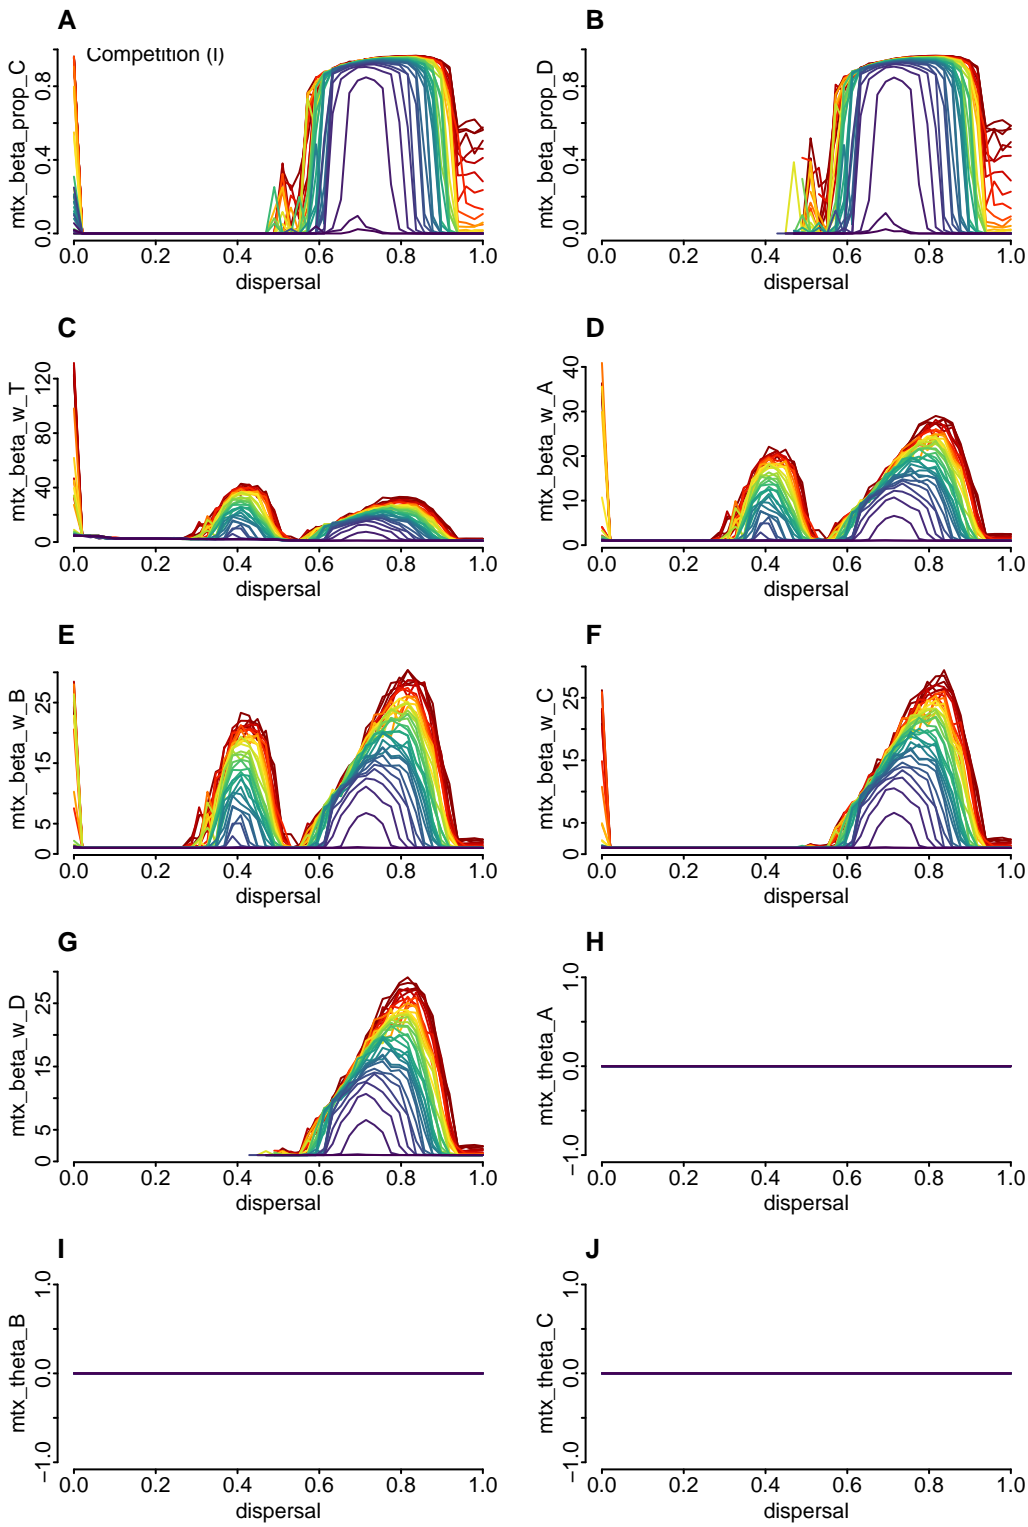 A
B
Competition (I)
mtx_beta_prop_C
0.0 0.4 0.8
0.0 0.2 0.4 0.6 0.8 1.0
dispersal
mtx_beta_prop_D
0.0 0.4 0.8
0.0 0.2 0.4 0.6 0.8 1.0
dispersal
C
D
mtx_beta_w_T
0 40 80 120
0.0 0.2 0.4 0.6 0.8 1.0
dispersal
mtx_beta_w_A
0 10 20 30 40
0.0 0.2 0.4 0.6 0.8 1.0
dispersal
E
F
mtx_beta_w_B
0 5 15 25
0.0 0.2 0.4 0.6 0.8 1.0
dispersal
mtx_beta_w_C
0 5 15 25
0.0 0.2 0.4 0.6 0.8 1.0
dispersal
G
H
mtx_beta_w_D
0 5 15 25
0.0 0.2 0.4 0.6 0.8 1.0
dispersal
mtx_theta_A
−1.0 0.0 1.0
0.0 0.2 0.4 0.6 0.8 1.0
dispersal
I
J
mtx_theta_B
−1.0 0.0 1.0
0.0 0.2 0.4 0.6 0.8 1.0
dispersal
mtx_theta_C
−1.0 0.0 1.0
0.0 0.2 0.4 0.6 0.8 1.0
dispersal